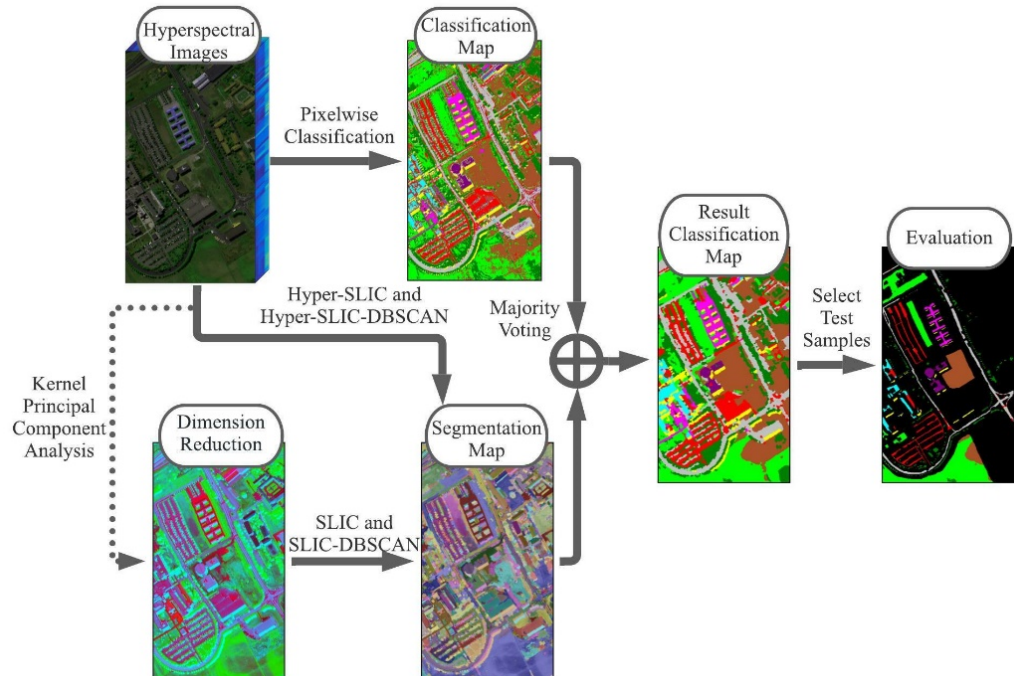 Hyperspectral
Images
Classification
Map
Pixelwise
Classification
Result
Classification
Map
Evaluation
Hyper-SLIC and
Hyper-SLIC-DBSCAN
Majority
Voting
Select
Test
Samples
Kernel
Principal
Component
Analysis
Dimension
Reduction
Segmentation
Map
SLIC and
SLIC-DBSCAN